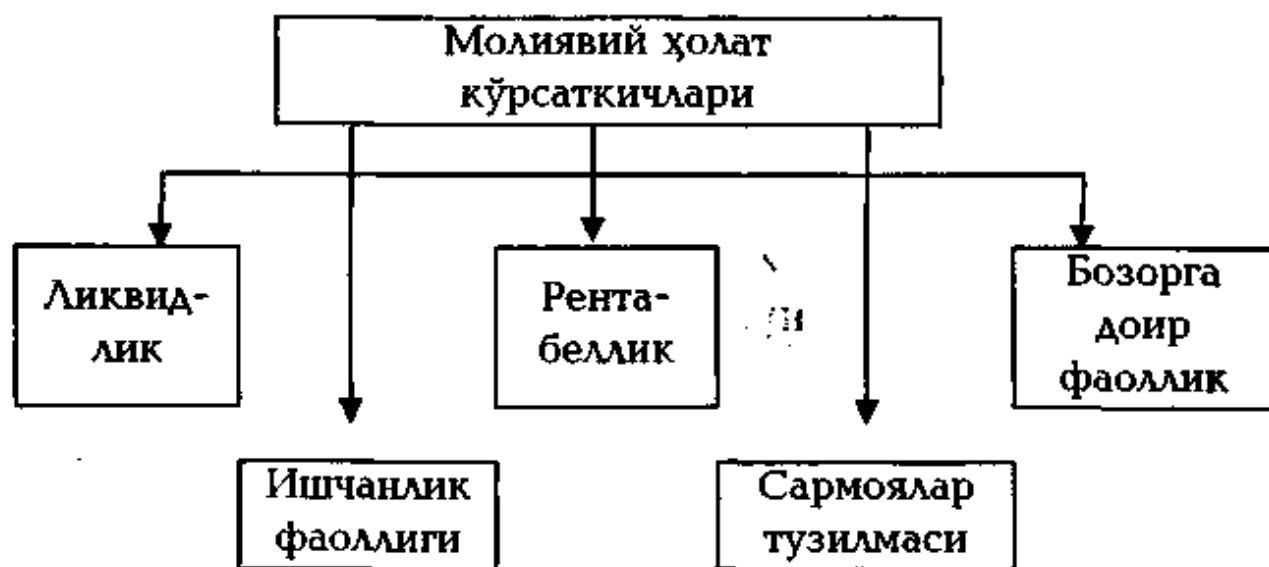 Молиявий ҳолат
кўрсаткичлари
Ликвид-
лик
Рента-
беллик
Бозорга
доир
фаоллик
Ишчанлик
фаоллиги
Сармоялар
тузилмаси